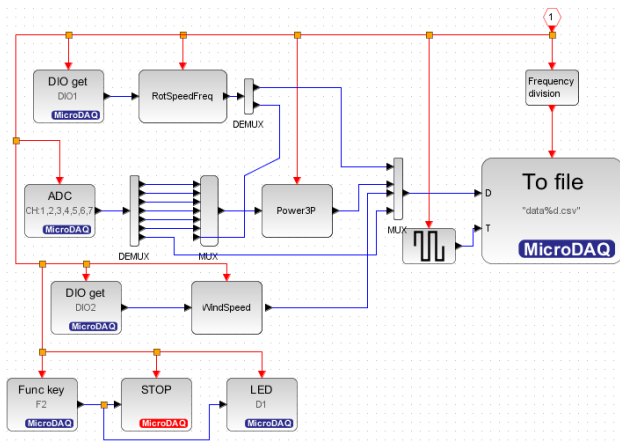 1
DIO get
DIO1
MicroDAQ
RotSpeedFreq
DEMUX
Frequency
division
ADC
CH:1,2,3,4,5,6,7
MicroDAQ
DEMUX
MUX
Power3P
MUX
To file
"data%d.csv"
D
T
MicroDAQ
DIO get
DIO2
MicroDAQ
WindSpeed
Func key
F2
MicroDAQ
STOP
MicroDAQ
LED
D1
MicroDAQ